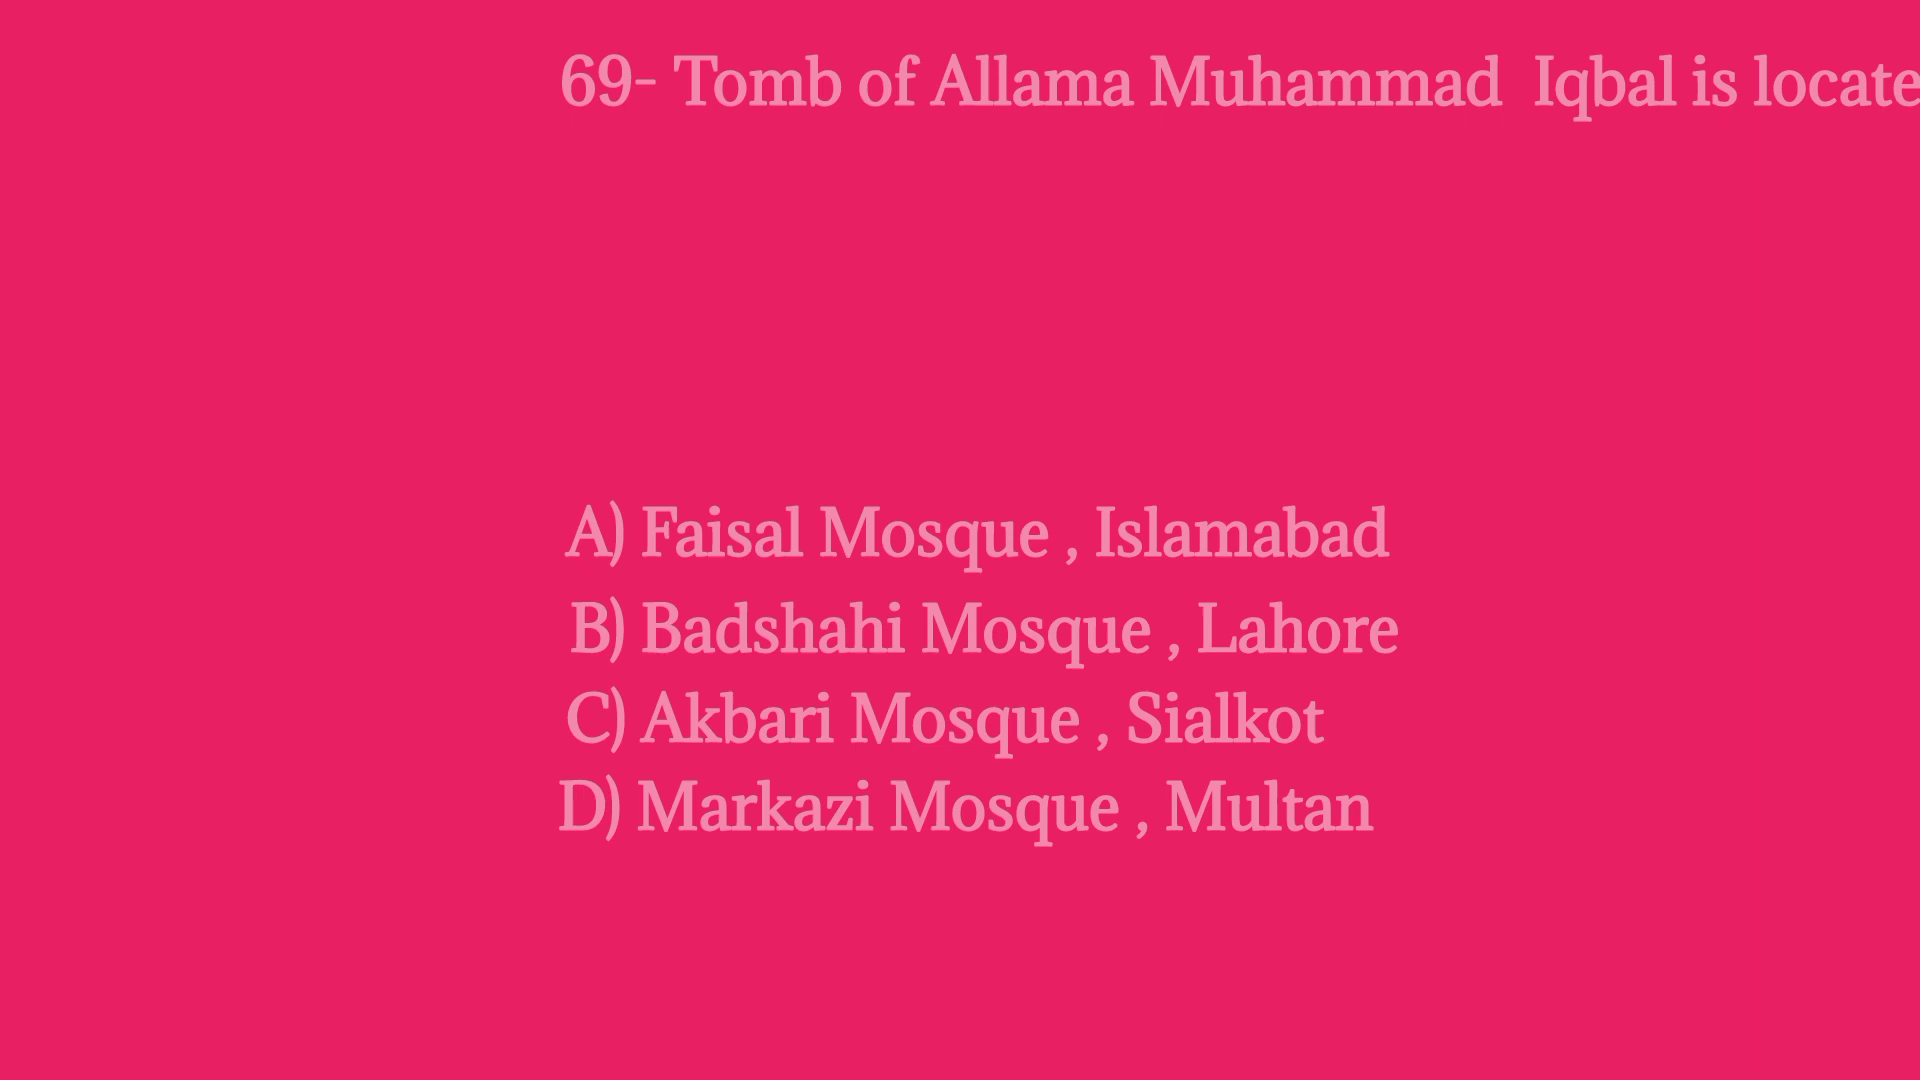 69- Tomb of Allama Muhammad  Iqbal is locate
A) Faisal Mosque , Islamabad
B) Badshahi Mosque , Lahore
C) Akbari Mosque , Sialkot
D) Markazi Mosque , Multan